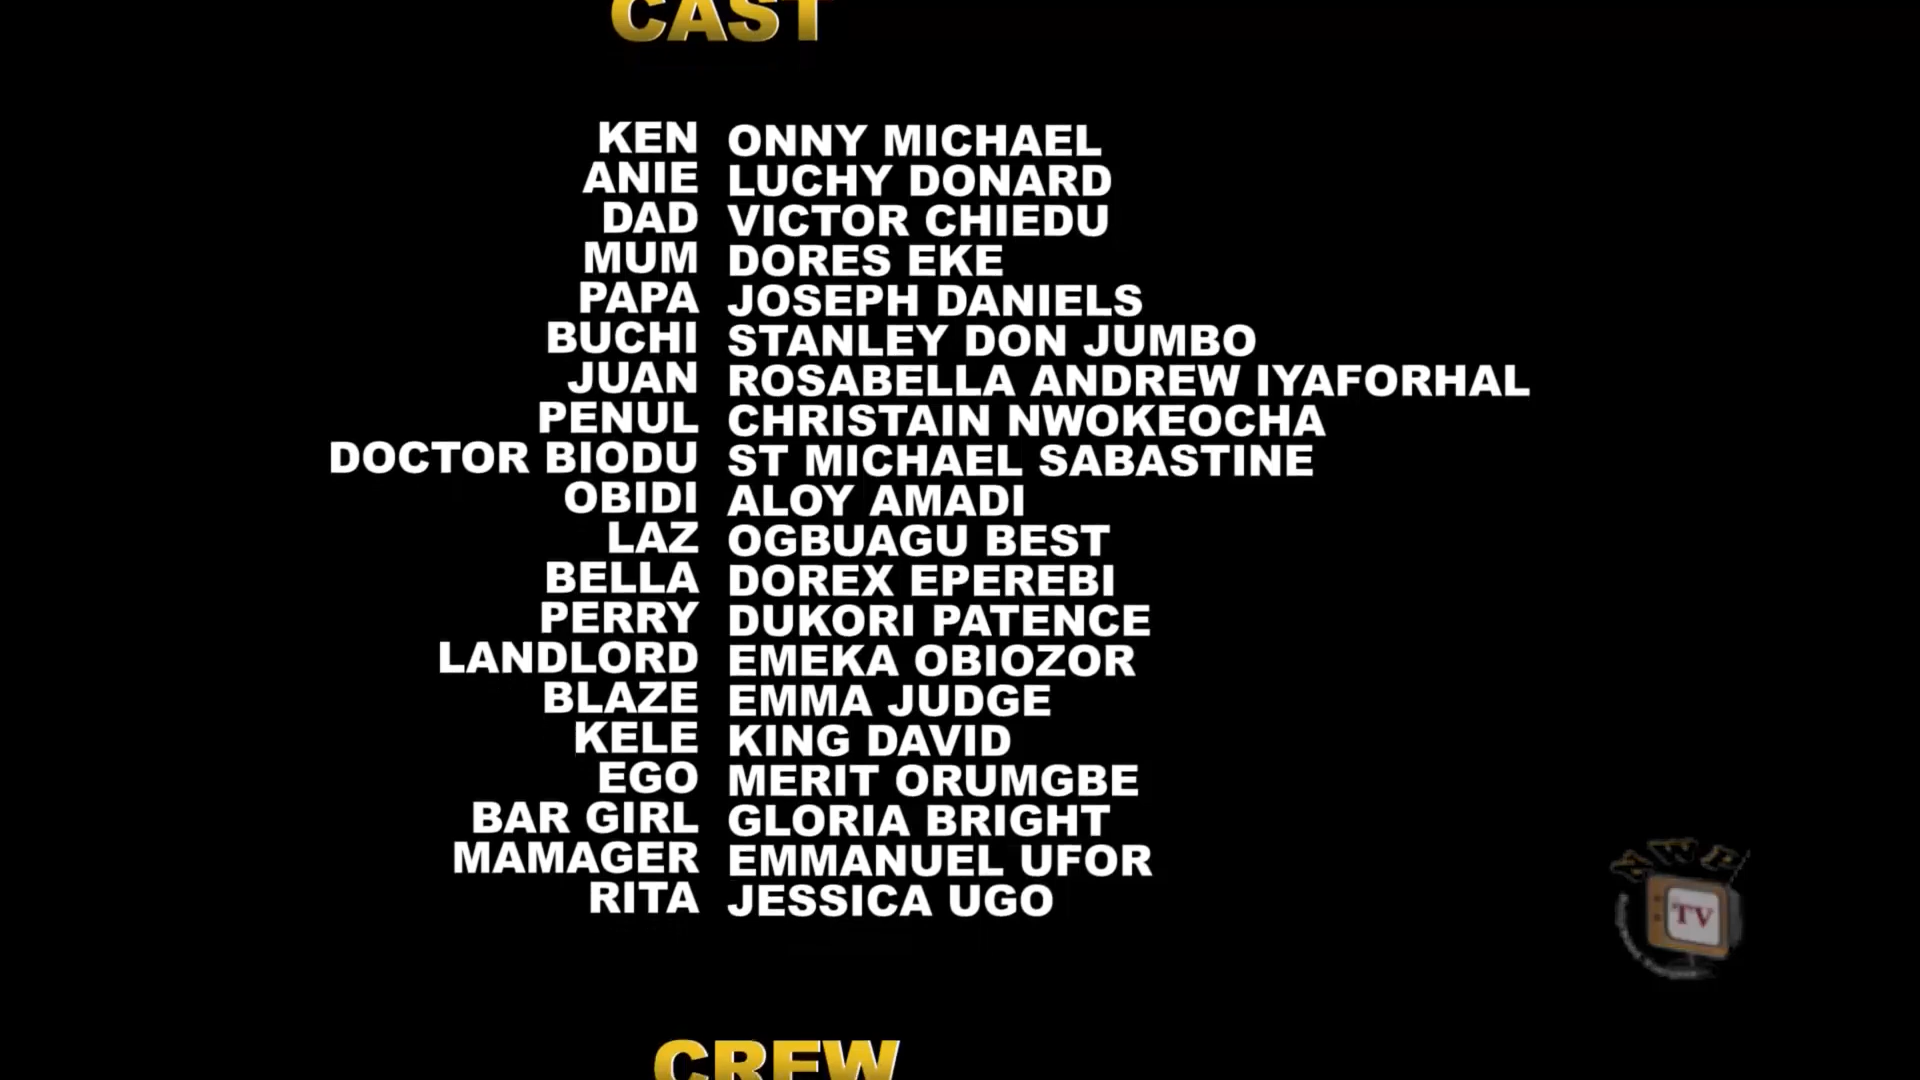 CAST
KEN ONNY MICHAEL
ANIE LUCHY DONARD
DAD VICTOR CHIEDU
MUM DORES EKE
PAPA JOSEPH DANIELS
BUCHI STANLEY DON JUMBO
JUAN ROSABELLA ANDREW IYAFORHAL
PENUL CHRISTAIN NWOKEOCHA
DOCTOR BIODU ST MICHAEL SABASTINE
OBIDI ALOY AMADI
LAZ OGBUAGU BEST
BELLA DOREX EPEREBI
PERRY DUKORI PATENCE
LANDLORD EMEKA OBIOZOR
BLAZE EMMA JUDGE
KELE KING DAVID
EGO MERIT ORUMGBE
BAR GIRL GLORIA BRIGHT
MAMAGER EMMANUEL UFOR
RITA JESSICA UGO
TV
CREW